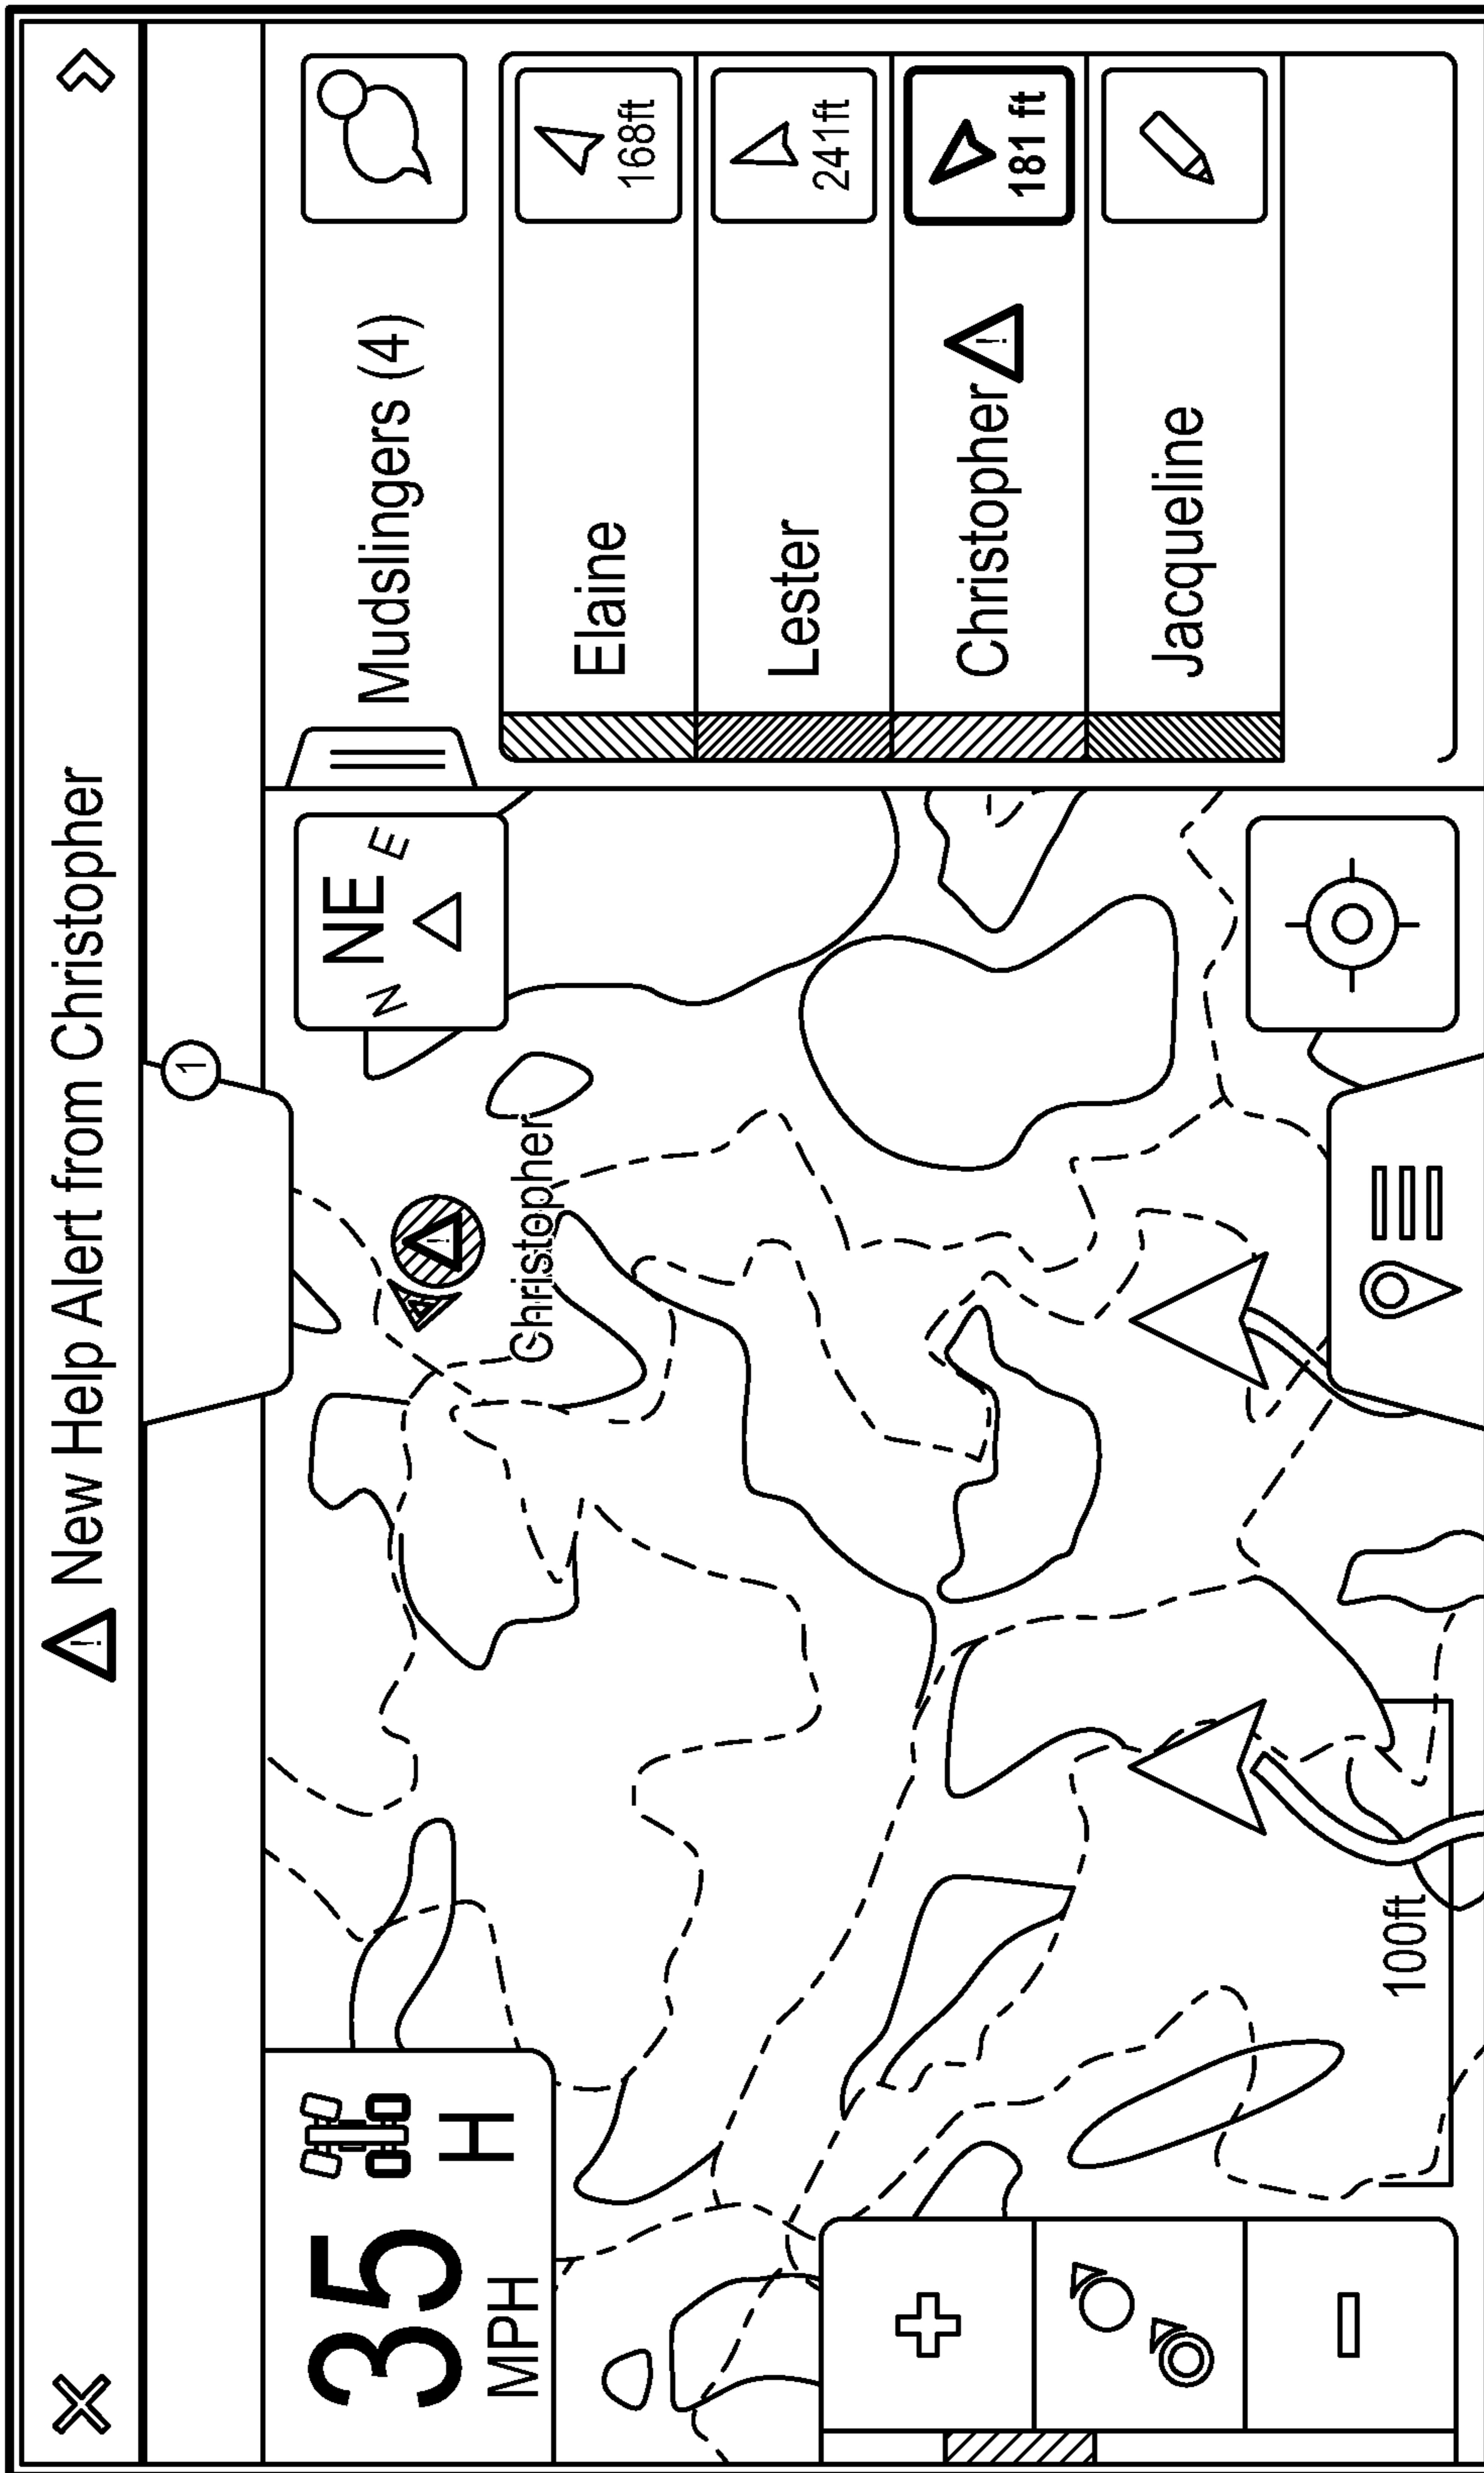 ! New Help Alert from Christopher
1
35
MPH
H
N NE E
Mudslingers (4)
Elaine
168ft
Lester
241ft
Christopher !
181 ft
Jacqueline
!
Christopher
100ft